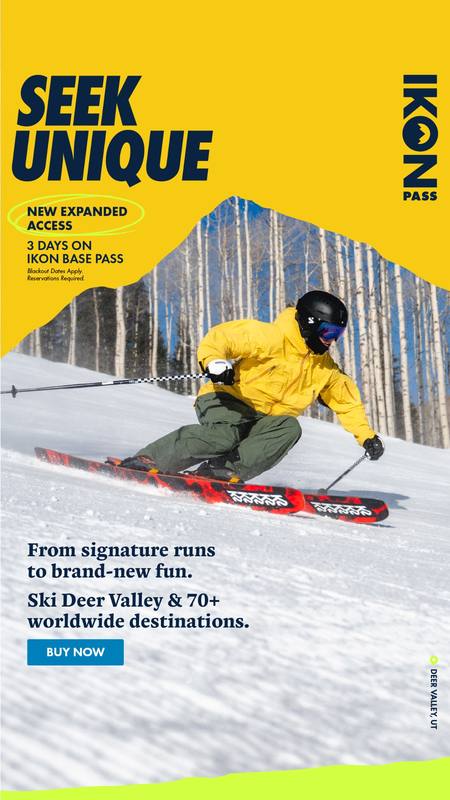 SEEK
UNIQUE
IKON
PASS
NEW EXPANDED
ACCESS
3 DAYS ON
IKON BASE PASS
Blackout Dates Apply.
Reservations Required.
From signature runs
to brand-new fun.
Ski Deer Valley & 70+
worldwide destinations.
BUY NOW
DEER VALLEY, UT